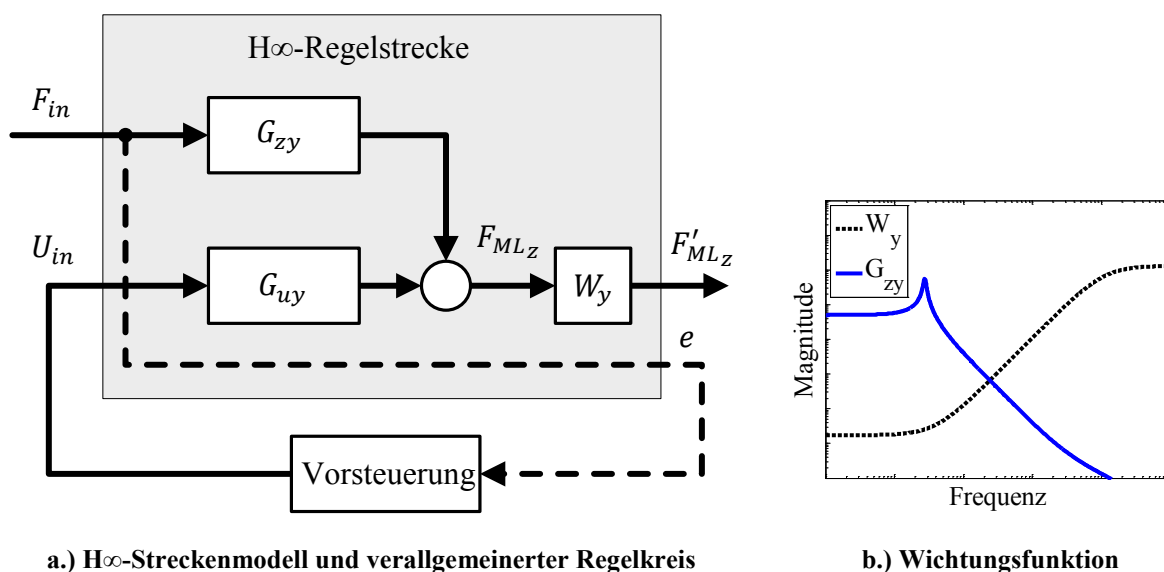 H∞-Regelstrecke
F_in
G_zy
U_in
G_uy
F_ML_z
W_y
F'_ML_z
e
Vorsteuerung
a.) H∞-Streckenmodell und verallgemeinerter Regelkreis
W_y
G_zy
Magnitude
Frequenz
b.) Wichtungsfunktion